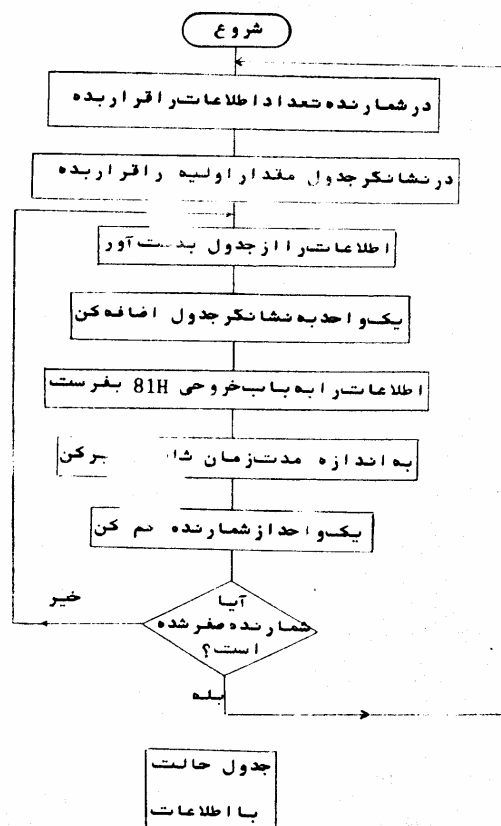 شروع
در شمارنده تعداد اطلاعات را قرار بده
در نشانگر جدول مقدار اولیه را قرار بده
اطلاعات را از جدول بدست آور
یک واحد به نشانگر جدول اضافه کن
اطلاعات را به باب خروجی 81H بفرست
به اندازه مدت زمان
یک واحد از شمارنده کم کن
آیا
شمارنده صفر شده
است؟
خیر
بله
جدول حالت
با اطلاعات